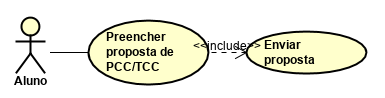 Preencher
proposta de
PCC/TCC
<<include>>
Enviar
proposta
Aluno